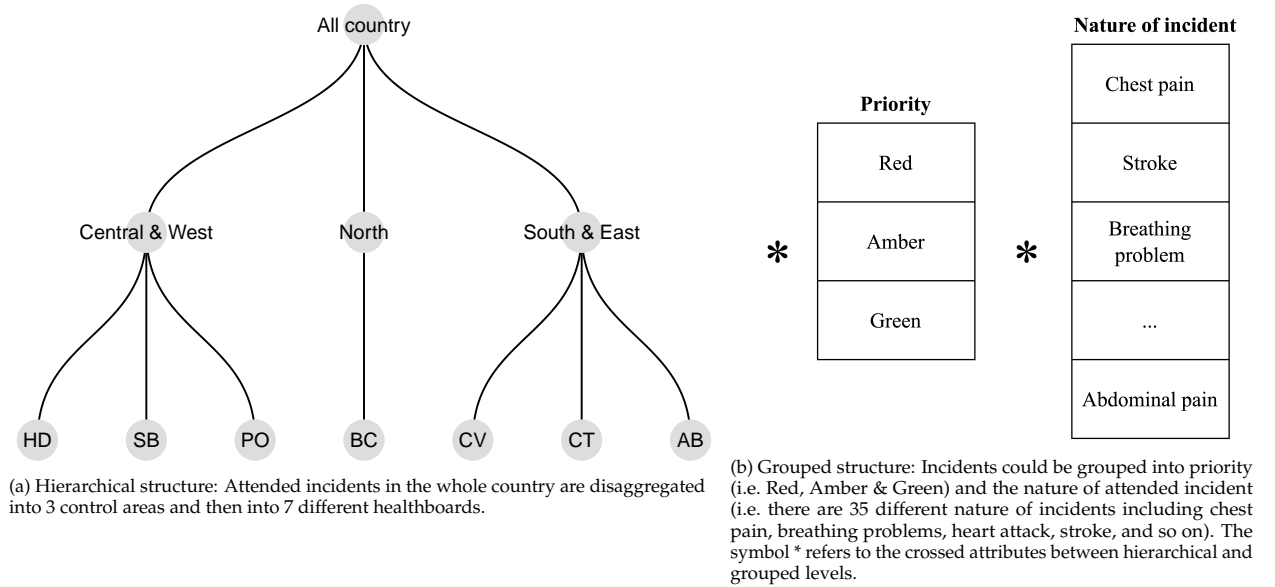 All country
Central & West
North
South & East
HD
SB
PO
BC
CV
CT
AB
(a) Hierarchical structure: Attended incidents in the whole country are disaggregated
into 3 control areas and then into 7 different healthboards.
*
Priority
Red
Amber
Green
*
Nature of incident
Chest pain
Stroke
Breathing
problem
...
Abdominal pain
(b) Grouped structure: Incidents could be grouped into priority
(i.e. Red, Amber & Green) and the nature of attended incident
(i.e. there are 35 different nature of incidents including chest
pain, breathing problems, heart attack, stroke, and so on). The
symbol * refers to the crossed attributes between hierarchical and
grouped levels.